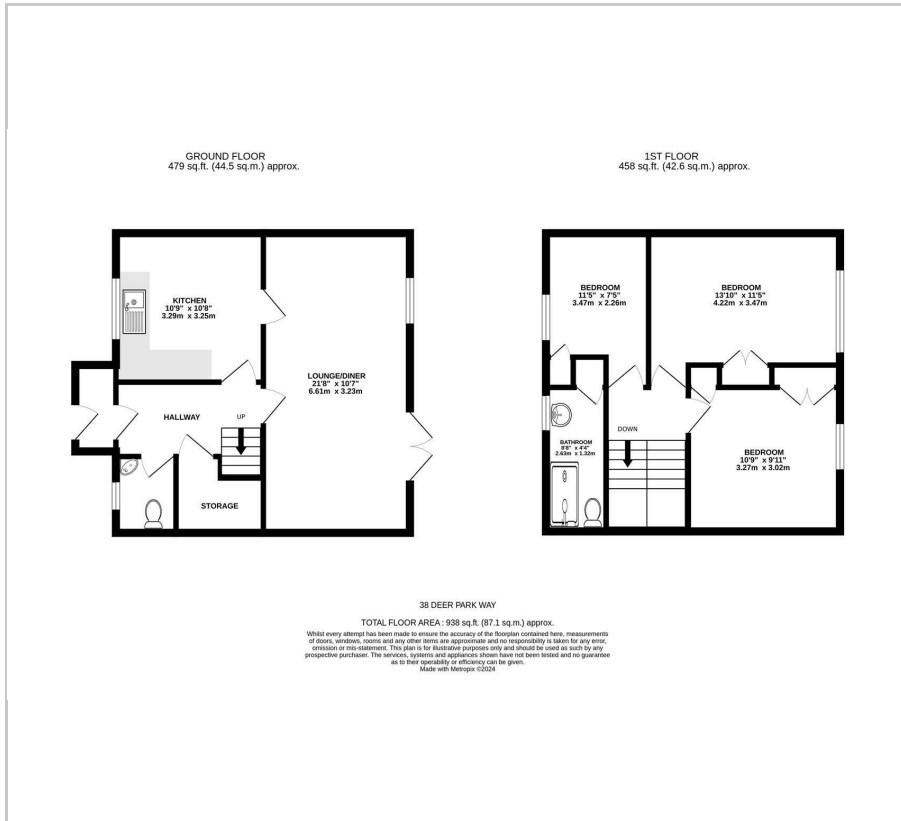 GROUND FLOOR
479 sq.ft. (44.5 sq.m.) approx.
1ST FLOOR
458 sq.ft. (42.6 sq.m.) approx.
KITCHEN
10'9" x 10'8"
3.29m x 3.25m
LOUNGE/DINER
21'8" x 10'7"
6.61m x 3.23m
HALLWAY
UP
STORAGE
BEDROOM
11'5" x 7'5"
3.47m x 2.26m
BEDROOM
13'10" x 11'5"
4.22m x 3.47m
DOWN
BATHROOM
8'8" x 4'4"
2.63m x 1.32m
BEDROOM
10'9" x 9'11"
3.27m x 3.02m
38 DEER PARK WAY
TOTAL FLOOR AREA : 938 sq.ft. (87.1 sq.m.) approx.
Whilst every attempt has been made to ensure the accuracy of the floorplan contained here, measurements
of doors, windows, rooms and any other items are approximate and no responsibility is taken for any error,
omission or mis-statement. This plan is for illustrative purposes only and should be used as such by any
prospective purchaser. The services, systems and appliances shown have not been tested and no guarantee
as to their operability or efficiency can be given.
Made with Metropix ©2024